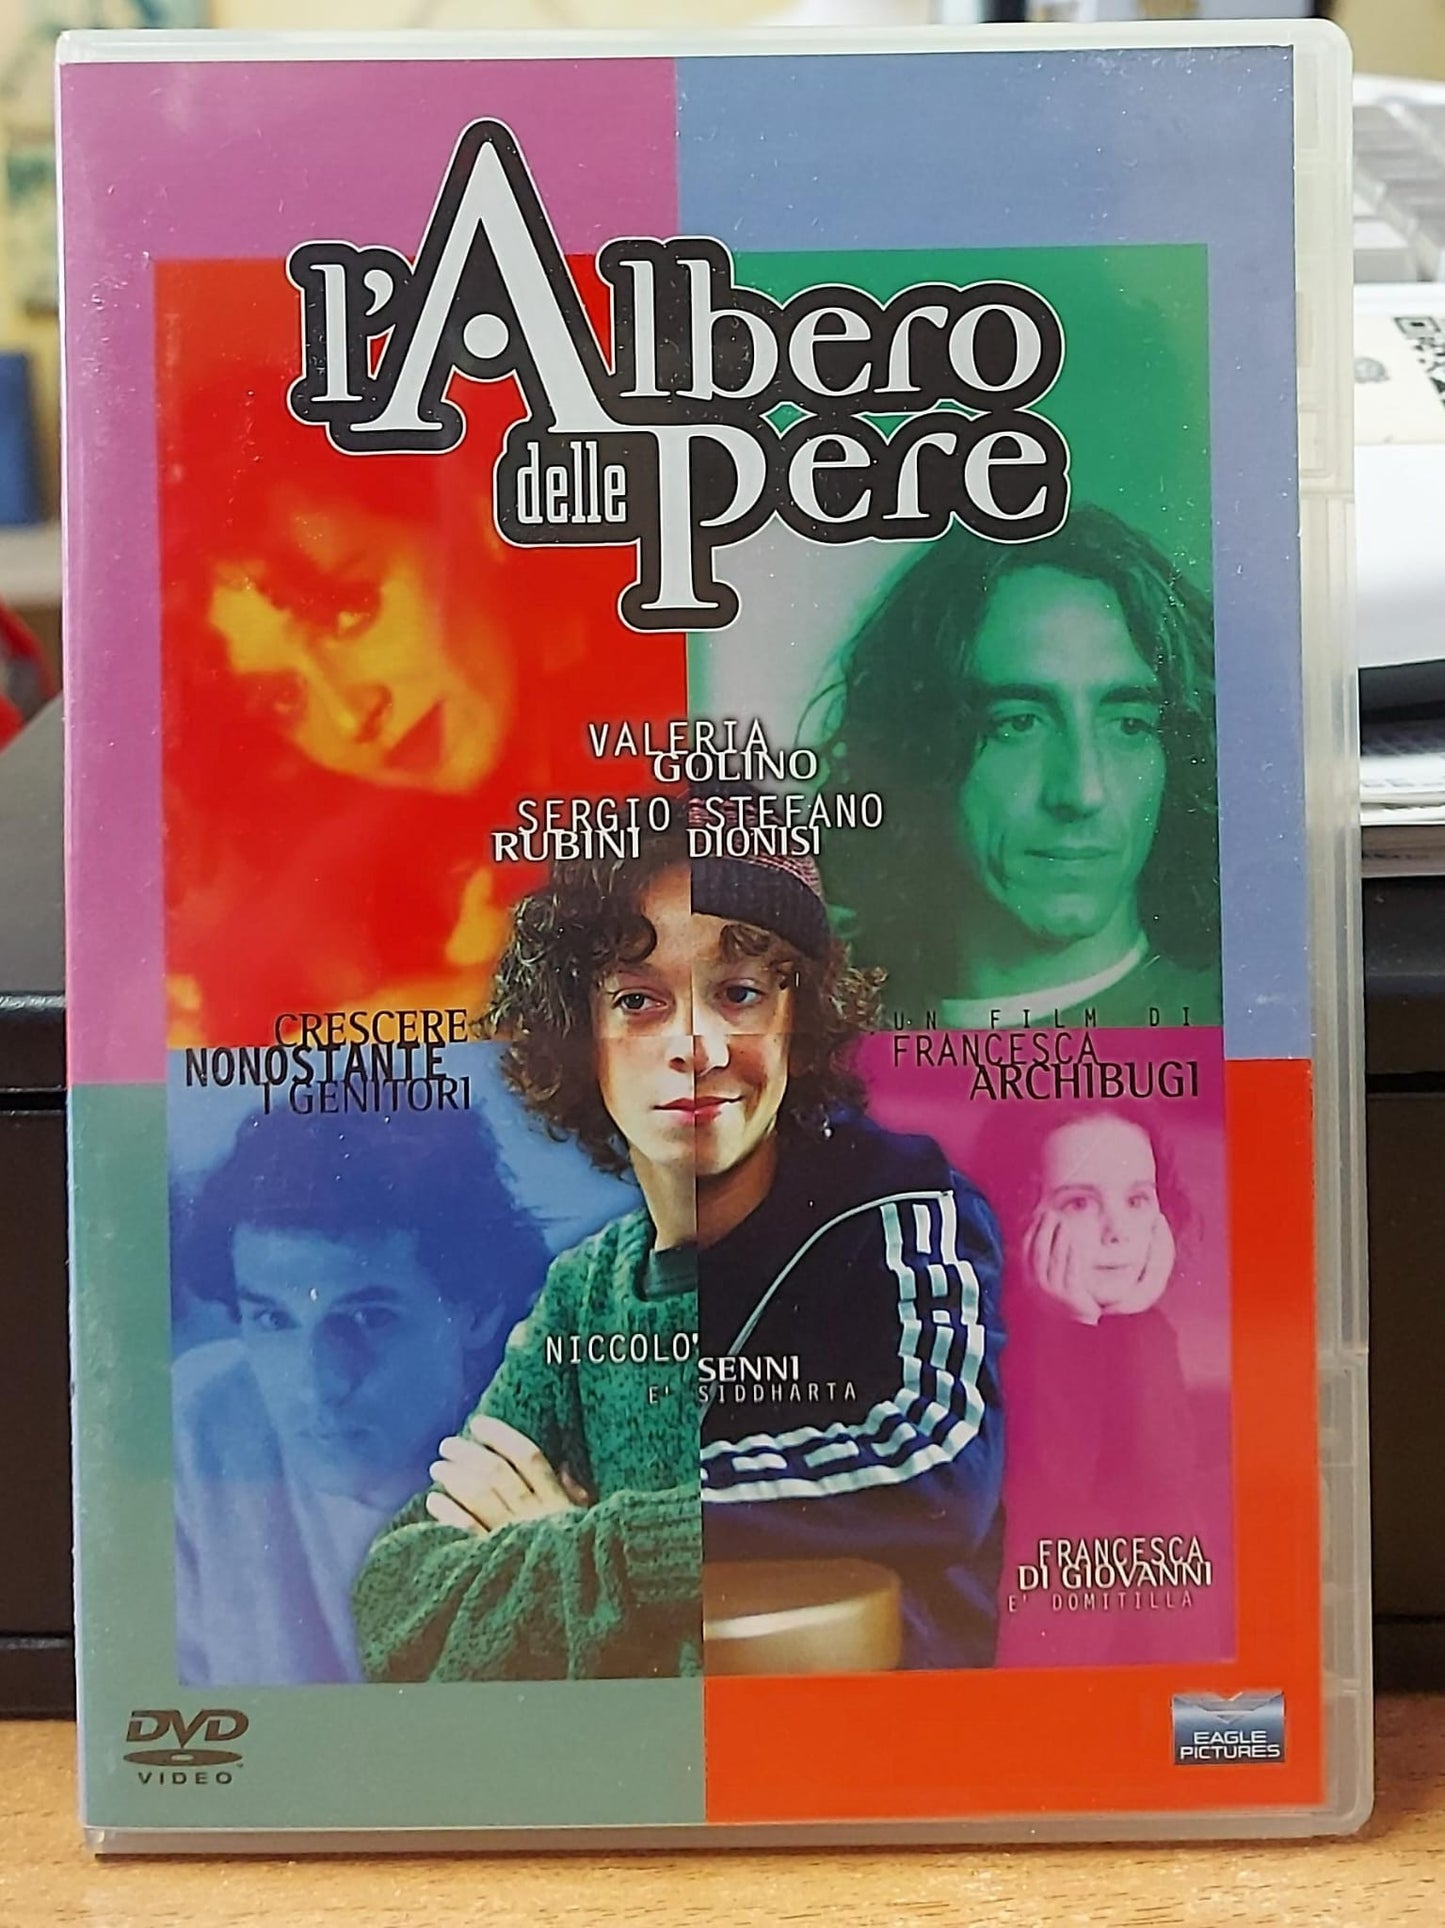 l'Albero
delle Pere
VALERIA
GOLINO
SERGIO STEFANO
RUBINI DIONISI
CRESCERE
NONOSTANTE
I GENITORI
UN FILM DI
FRANCESCA
ARCHIBUGI
NICCOLO'
SENNI
E' SIDDHARTA
FRANCESCA
DI GIOVANNI
E' DOMITILLA
DVD
VIDEO
EAGLE
PICTURES